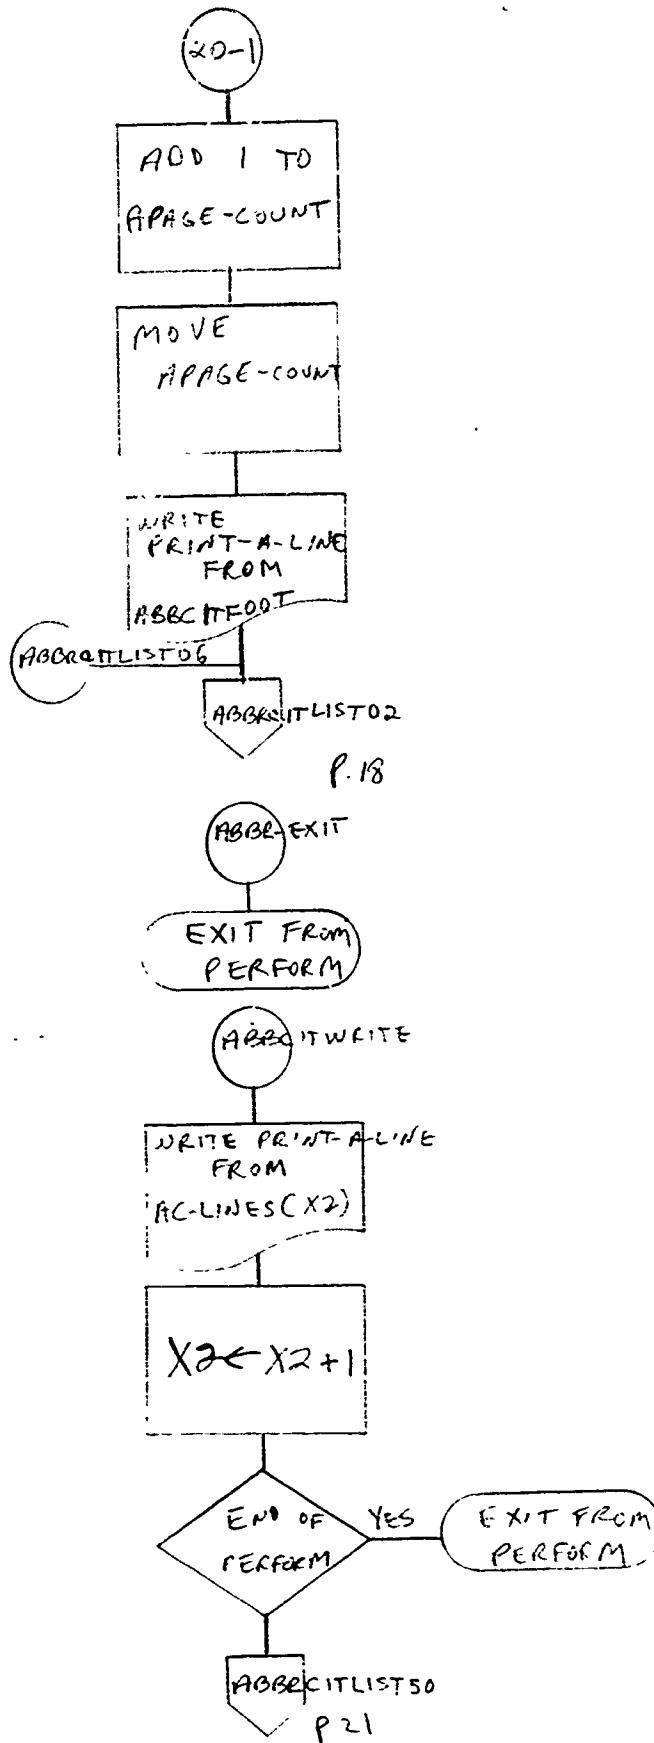 20-1
ADD 1 TO
APAGE-COUNT
MOVE
APAGE-COUNT
WRITE
PRINT-A-LINE
FROM
ABBCITFOOT
ABBRCITLIST06
ABBRCITLIST02
P.18
ABBR-EXIT
EXIT FROM
PERFORM
ABBCITWRITE
WRITE PRINT-A-LINE
FROM
AC-LINES(X2)
X2←X2+1
END OF
PERFORM
YES
EXIT FROM
PERFORM
ABBRCITLIST50
P 21